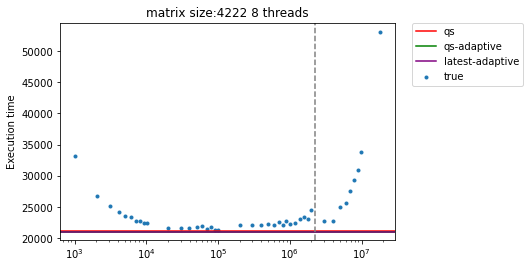 matrix size:4222 8 threads
Execution time
50000
45000
40000
35000
30000
25000
20000
10³
10⁴
10⁵
10⁶
10⁷
qs
qs-adaptive
latest-adaptive
true